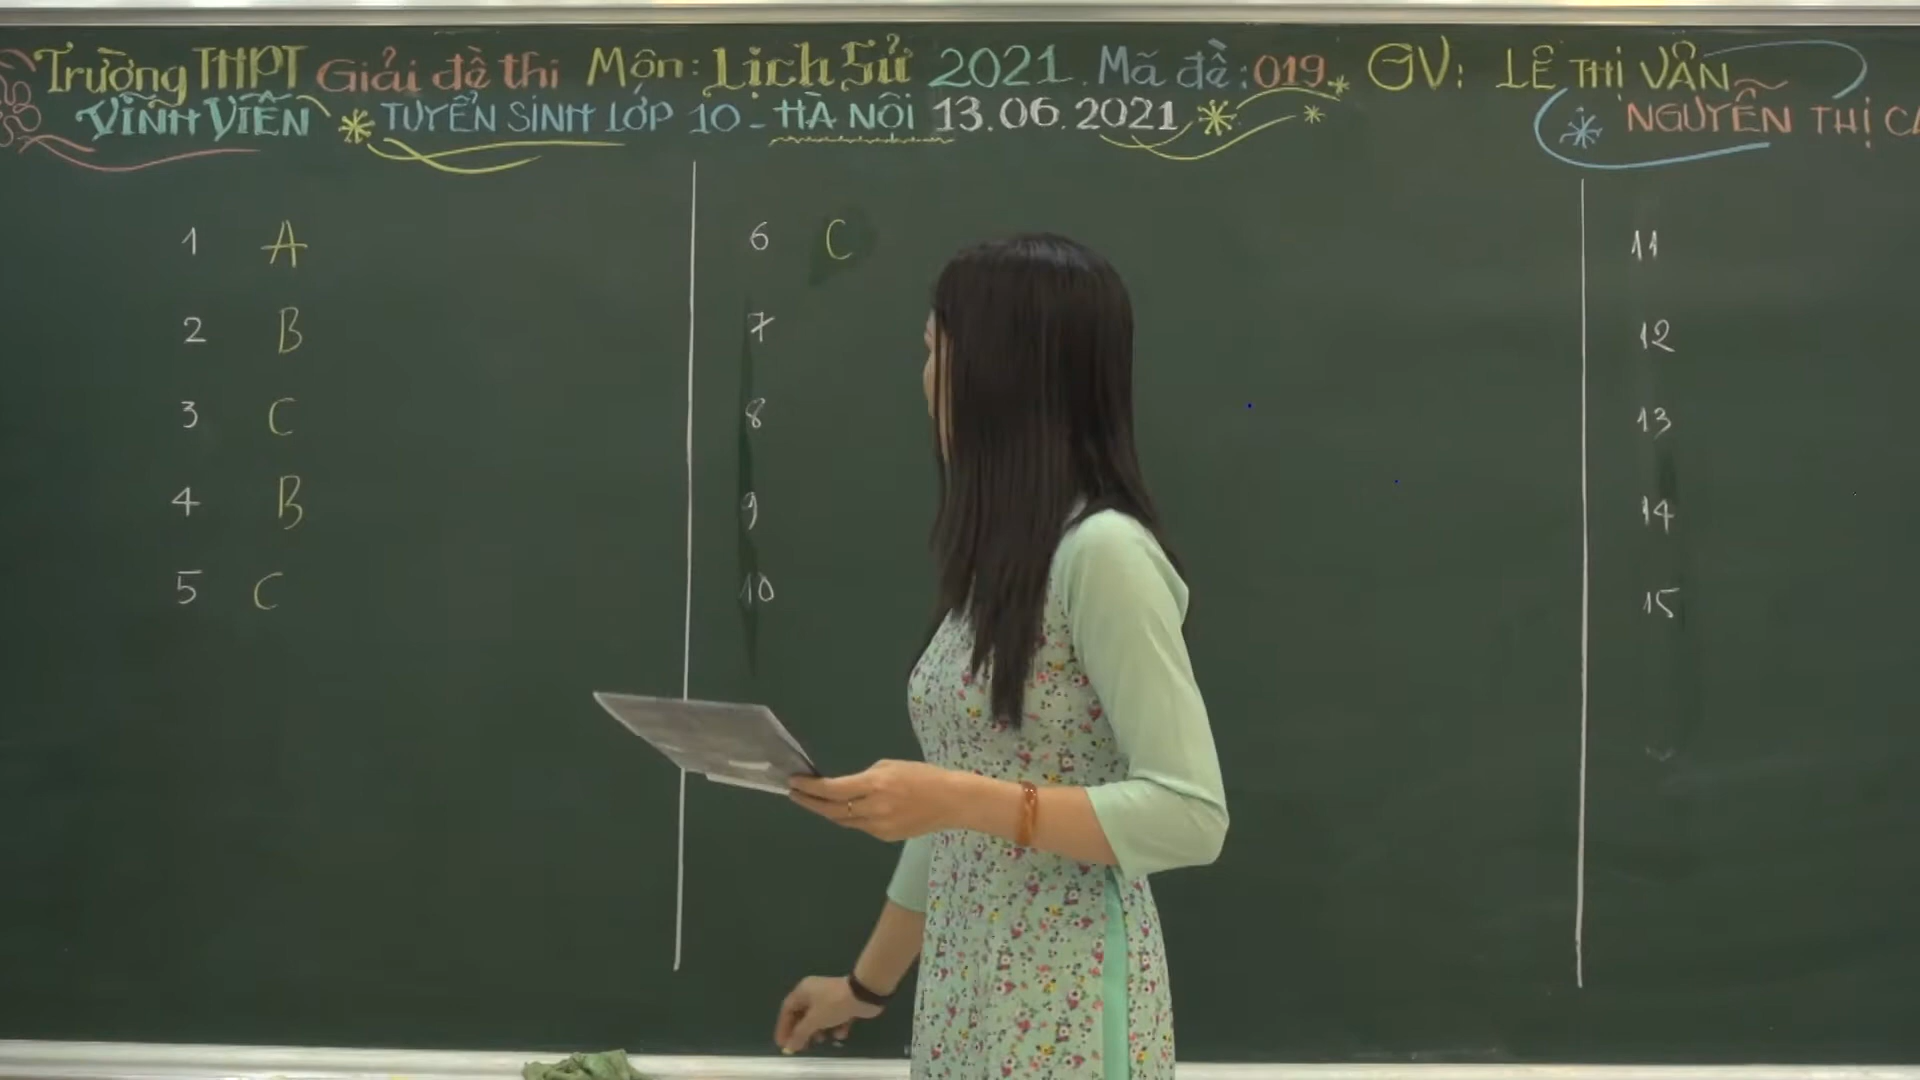 Trường THPT Giải đề thi Môn: Lịch Sử 2021. Mã đề: 019. GV: LÊ THỊ VÂN
VĨNH VIỄN TUYỂN SINH LỚP 10 - HÀ NÔI 13.06.2021 NGUYỄN THỊ
1 A
2 B
3 C
4 B
5 C
6 C
7
8
9
10
11
12
13
14
15